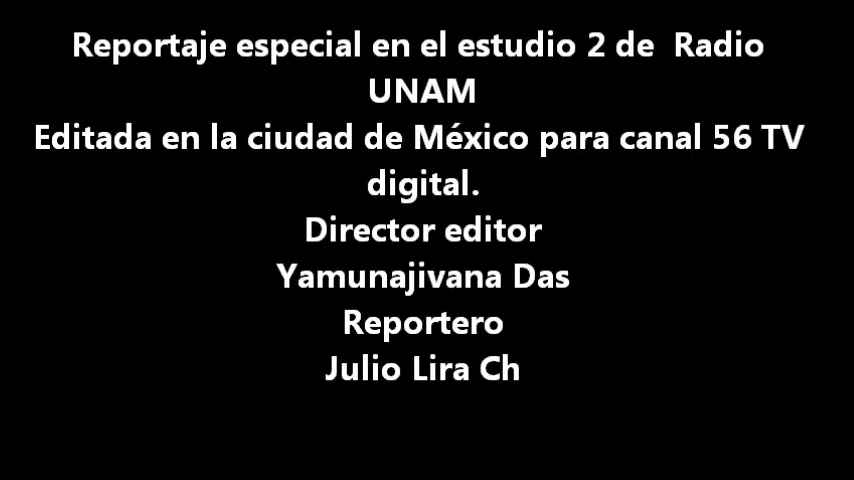 Reportaje especial en el estudio 2 de  Radio
UNAM
Editada en la ciudad de México para canal 56 TV
digital.
Director editor
Yamunajivana Das
Reportero
Julio Lira Ch